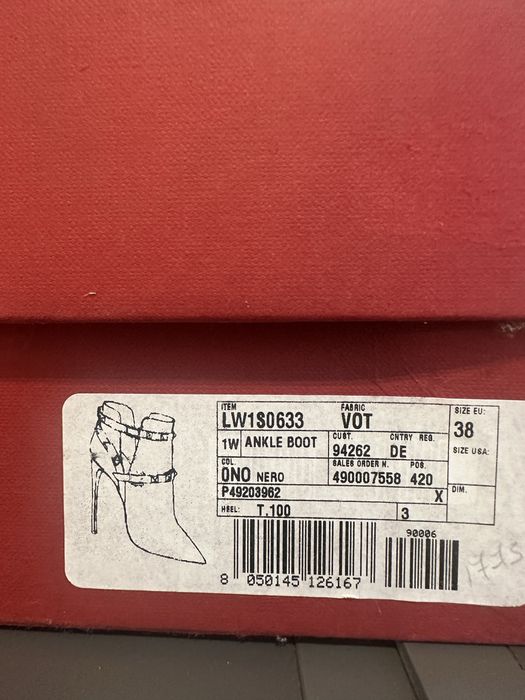 ITEM FABRIC SIZE EU:
LW1S0633 VOT 38
1W ANKLE BOOT CUST. CNTRY REG.
94262 DE SIZE USA:
COL. SALES ORDER N. POS.
0NO NERO 490007558 420
P49203962 X DIM.
HEEL: T.100 3
90006
8 050145 126167